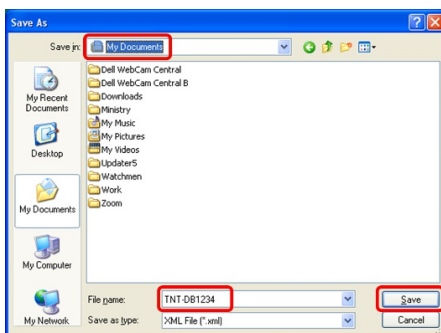 Save As
Save in:
My Documents
Dell WebCam Central
Dell WebCam Central B
Downloads
Ministry
My Music
My Pictures
My Videos
Updater5
Watchmen
Work
Zoom
My Recent
Documents
Desktop
My Documents
My Computer
My Network
File name:
TNT-DB1234
Save
Save as type:
XML File (*.xml)
Cancel